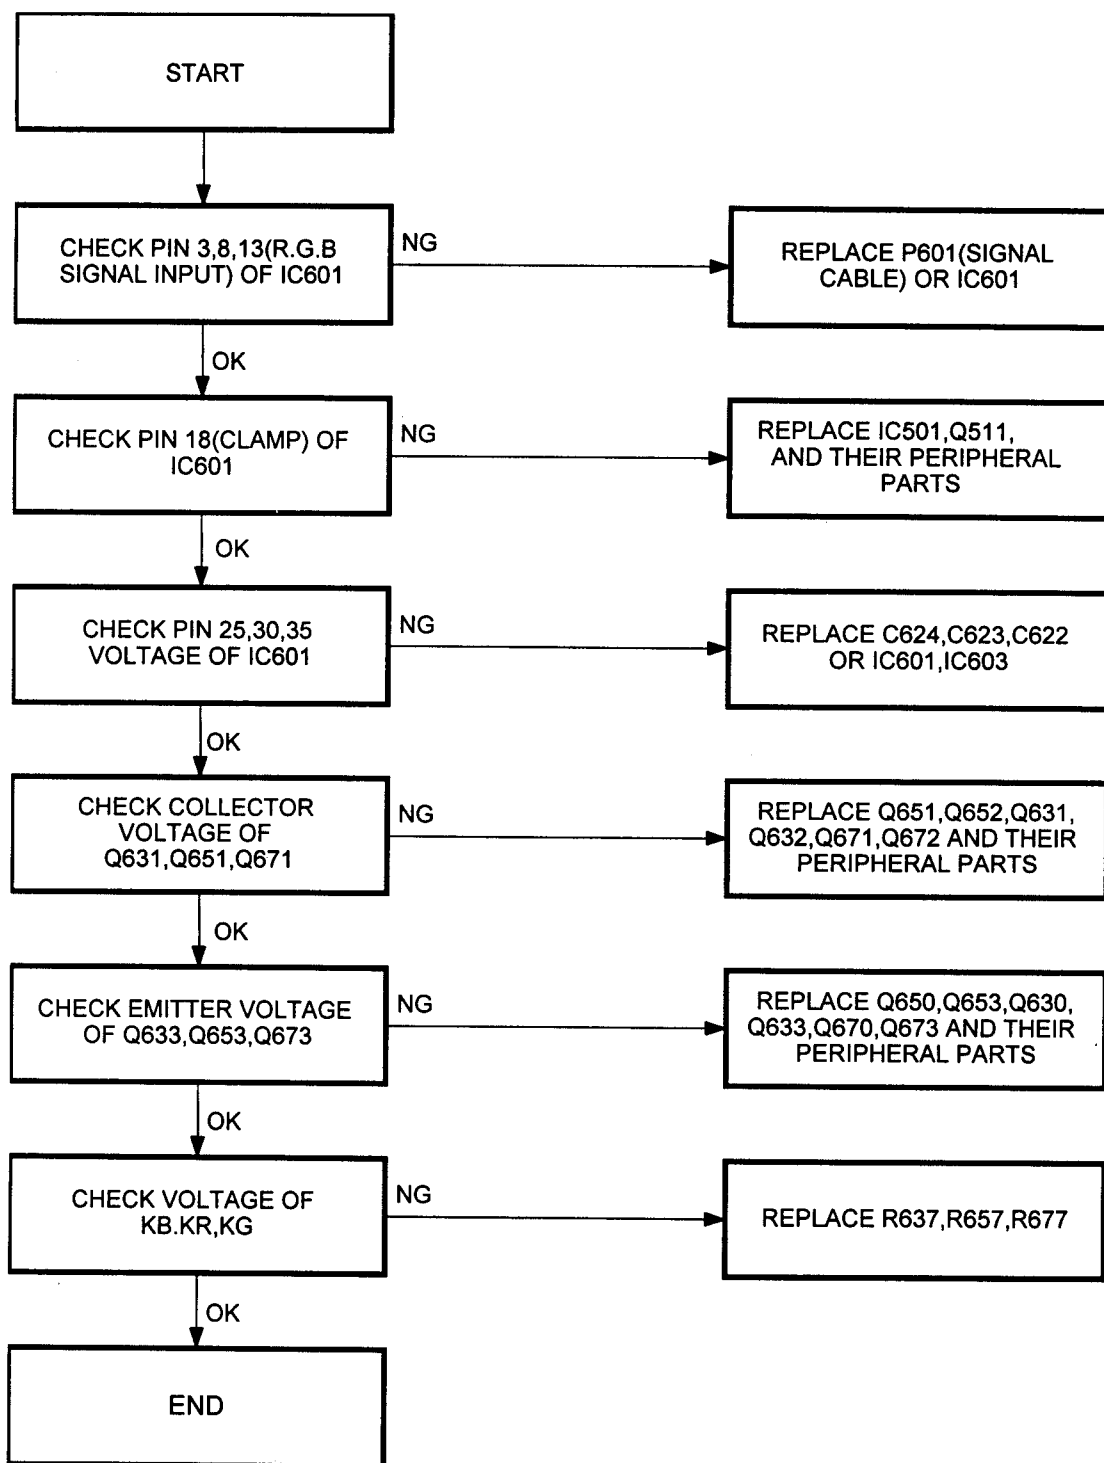 START
CHECK PIN 3,8,13(R.G.B
SIGNAL INPUT) OF IC601
NG
REPLACE P601(SIGNAL
CABLE) OR IC601
OK
CHECK PIN 18(CLAMP) OF
IC601
NG
REPLACE IC501,Q511,
AND THEIR PERIPHERAL
PARTS
OK
CHECK PIN 25,30,35
VOLTAGE OF IC601
NG
REPLACE C624,C623,C622
OR IC601,IC603
OK
CHECK COLLECTOR
VOLTAGE OF
Q631,Q651,Q671
NG
REPLACE Q651,Q652,Q631,
Q632,Q671,Q672 AND THEIR
PERIPHERAL PARTS
OK
CHECK EMITTER VOLTAGE
OF Q633,Q653,Q673
NG
REPLACE Q650,Q653,Q630,
Q633,Q670,Q673 AND THEIR
PERIPHERAL PARTS
OK
CHECK VOLTAGE OF
KB.KR,KG
NG
REPLACE R637,R657,R677
OK
END